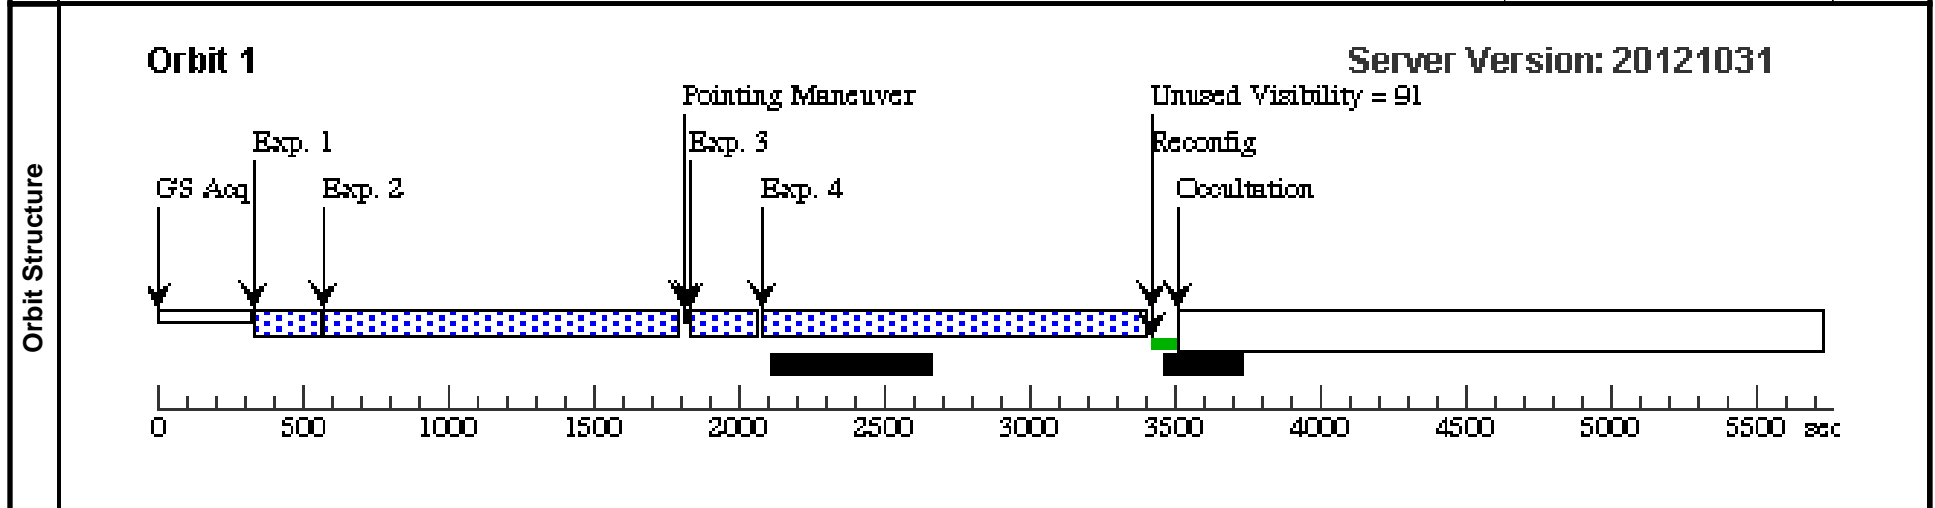 Orbit Structure
Orbit 1
Server Version: 20121031
Pointing Maneuver
Unused Visibility = 91
Exp. 1
Exp. 3
Reconfig
GS Acq
Exp. 2
Exp. 4
Occultation
0 500 1000 1500 2000 2500 3000 3500 4000 4500 5000 5500 sec